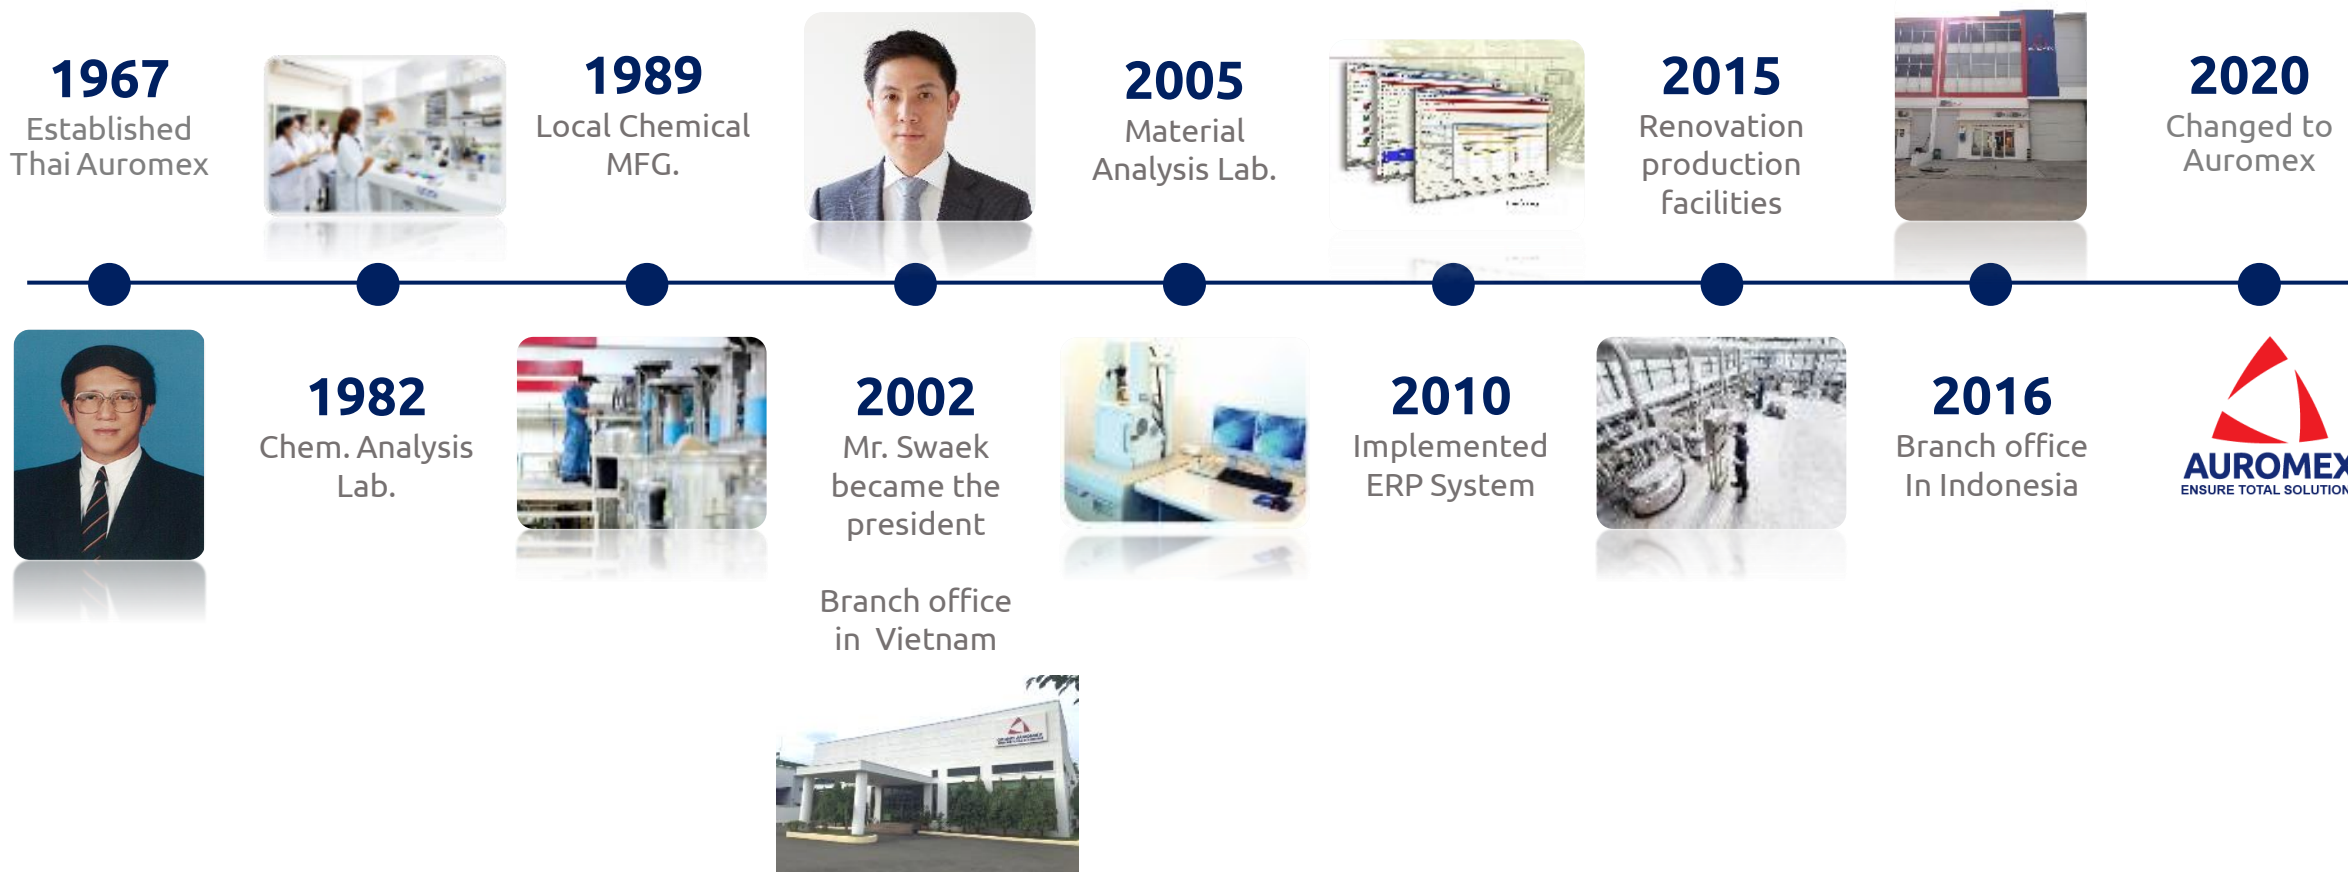 1967
Established
Thai Auromex
1982
Chem. Analysis
Lab.
1989
Local Chemical
MFG.
2002
Mr. Swaek
became the
president
Branch office
in  Vietnam
2005
Material
Analysis Lab.
2010
Implemented
ERP System
2015
Renovation
production
facilities
2016
Branch office
In Indonesia
2020
Changed to
Auromex
AUROMEX
ENSURE TOTAL SOLUTION